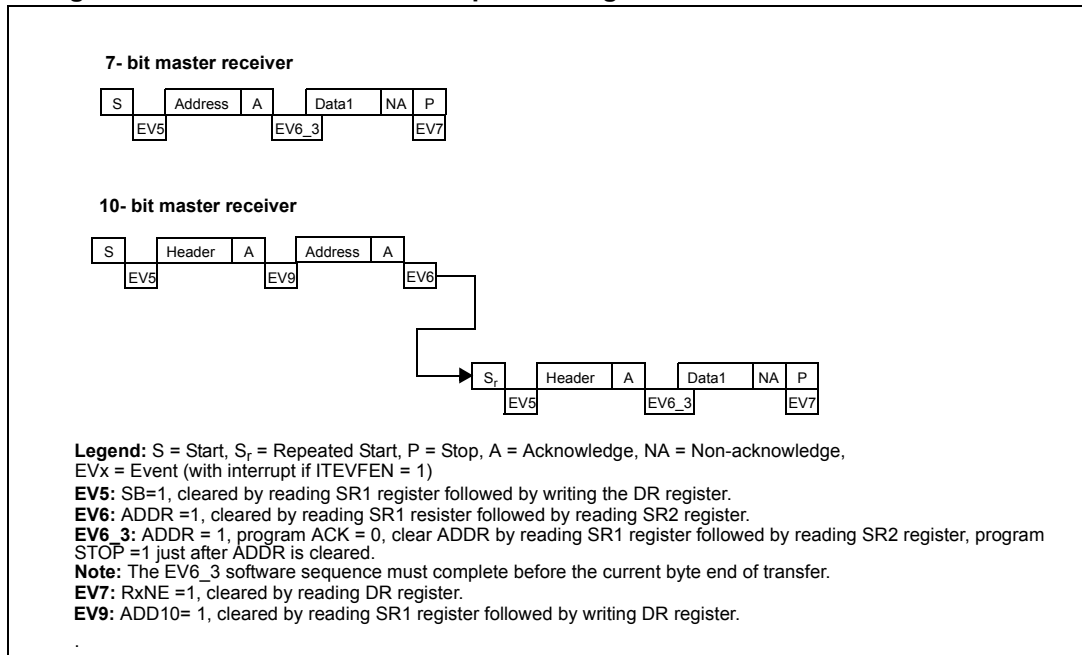 7- bit master receiver
S Address A Data1 NA P
EV5 EV6_3 EV7
10- bit master receiver
S Header A Address A
EV5 EV9 EV6
Sr Header A Data1 NA P
EV5 EV6_3 EV7
Legend: S = Start, Sr = Repeated Start, P = Stop, A = Acknowledge, NA = Non-acknowledge,
EVx = Event (with interrupt if ITEVFEN = 1)
EV5: SB=1, cleared by reading SR1 register followed by writing the DR register.
EV6: ADDR =1, cleared by reading SR1 resister followed by reading SR2 register.
EV6_3: ADDR = 1, program ACK = 0, clear ADDR by reading SR1 register followed by reading SR2 register, program
STOP =1 just after ADDR is cleared.
Note: The EV6_3 software sequence must complete before the current byte end of transfer.
EV7: RxNE =1, cleared by reading DR register.
EV9: ADD10= 1, cleared by reading SR1 register followed by writing DR register.
.